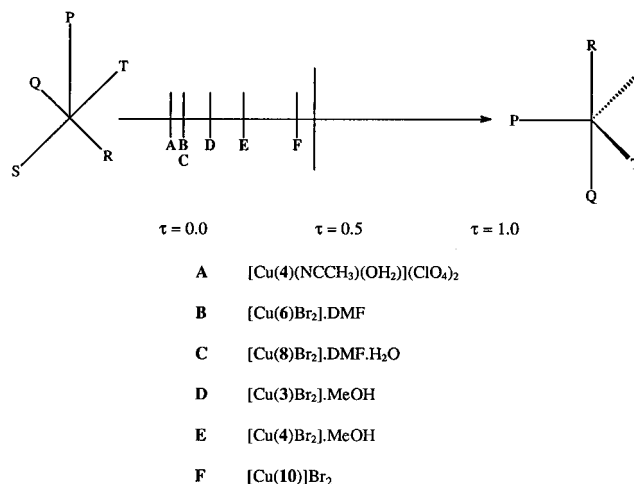 P
R
Q
T
P
S
R
A
B
D
E
F
C
Q
τ = 0.0
τ = 0.5
τ = 1.0
A [Cu(4)(NCCH₃)(OH₂)](ClO₄)₂
B [Cu(6)Br₂].DMF
C [Cu(8)Br₂].DMF.H₂O
D [Cu(3)Br₂].MeOH
E [Cu(4)Br₂].MeOH
F [Cu(10)]Br₂